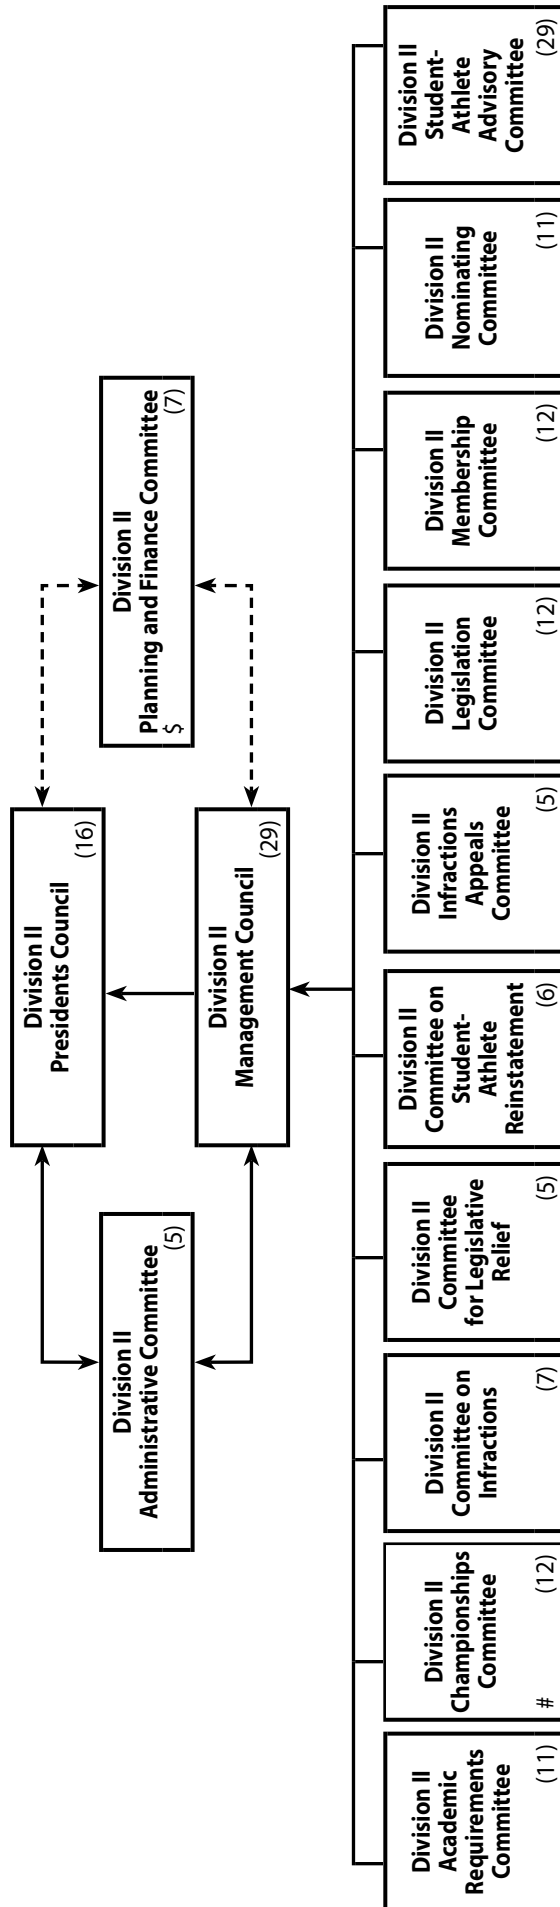 Division II
Presidents Council
(16)
Division II
Administrative Committee
(5)
Division II
Planning and Finance Committee
$
(7)
Division II
Management Council
(29)
Division II
Academic
Requirements
Committee
(11)
Division II
Championships
Committee
#
(12)
Division II
Committee on
Infractions
(7)
Division II
Committee
for Legislative
Relief
(5)
Division II
Committee on
Student-
Athlete
Reinstatement
(6)
Division II
Infractions
Appeals
Committee
(5)
Division II
Legislation
Committee
(12)
Division II
Membership
Committee
(12)
Division II
Nominating
Committee
(11)
Division II
Student-
Athlete
Advisory
Committee
(29)